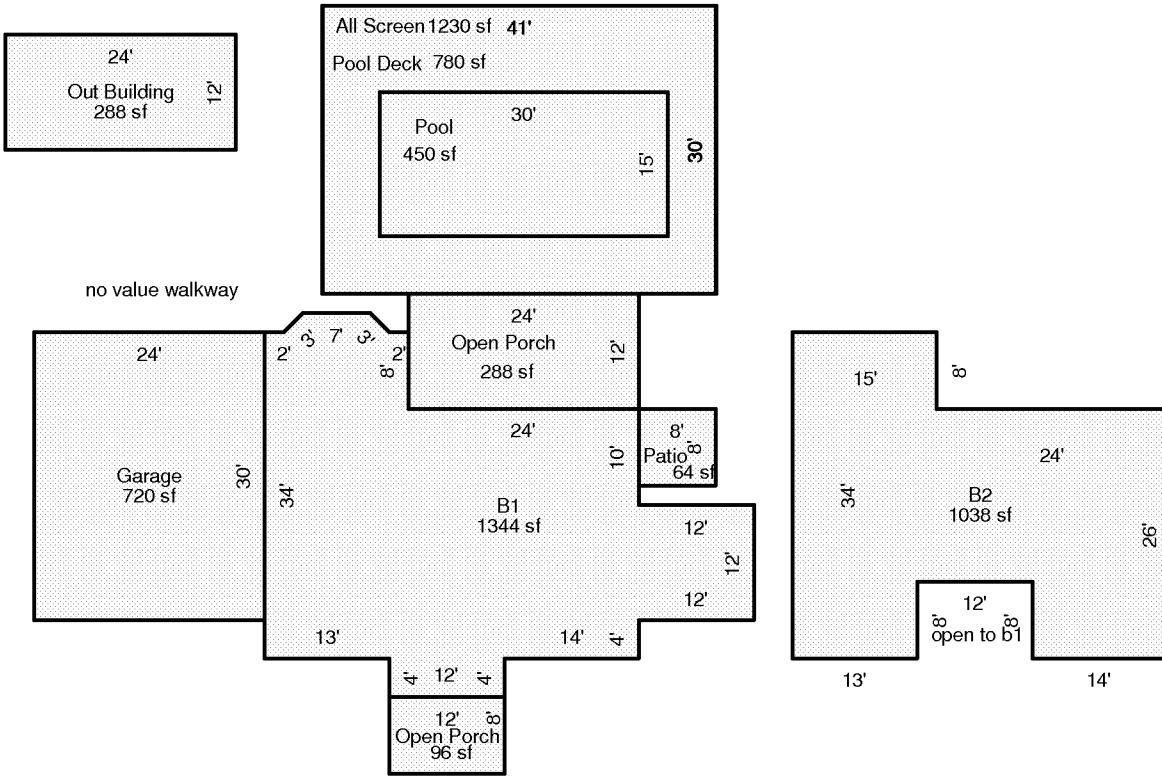 All Screen 1230 sf 41'
Pool Deck 780 sf
24'
Out Building
288 sf
12'
30'
Pool
450 sf
15'
30'
no value walkway
24'
2'
3'
7'
3'
2'
8'
24'
Open Porch
288 sf
12'
15'
8'
24'
10'
8'
Patio
8'
64 sf
Garage
720 sf
30'
34'
B1
1344 sf
12'
12'
12'
24'
34'
B2
1038 sf
26'
13'
14'
4'
12'
8'
8'
open to b1
4'
12'
4'
13'
14'
12'
8'
Open Porch
96 sf